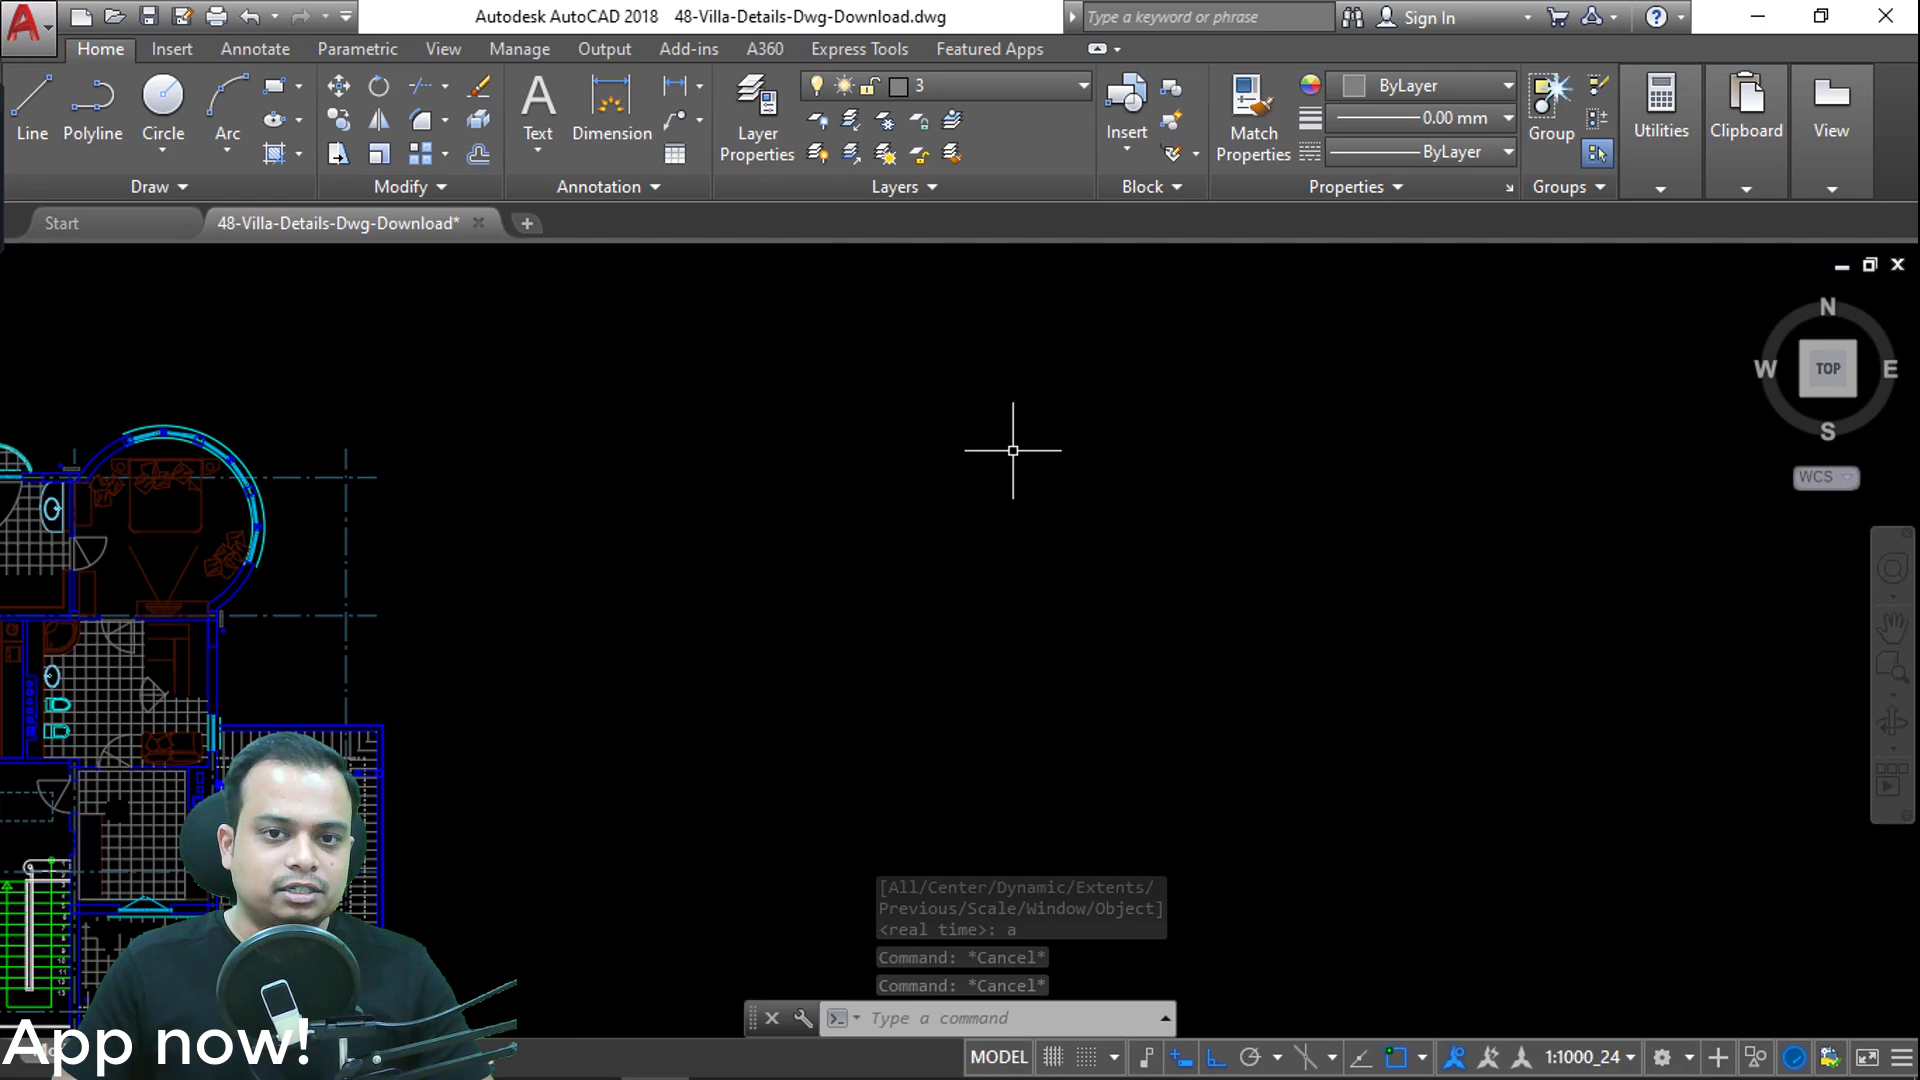 Autodesk AutoCAD 2018 48-Villa-Details-Dwg-Download.dwg
Type a keyword or phrase
Sign In
Home Insert Annotate Parametric View Manage Output Add-ins A360 Express Tools Featured Apps
3
ByLayer
0.00 mm
ByLayer
Line Polyline Circle Arc
Text Dimension
Layer Properties
Insert
Match Properties
Group
Utilities Clipboard View
Draw Modify Annotation Layers Block Properties Groups
Start 48-Villa-Details-Dwg-Download*
N
W TOP E
S
WCS
[All/Center/Dynamic/Extents/
Previous/Scale/Window/Object]
<real time>: a
Command: *Cancel*
Command: *Cancel*
Type a command
App now!
MODEL 1:1000_24